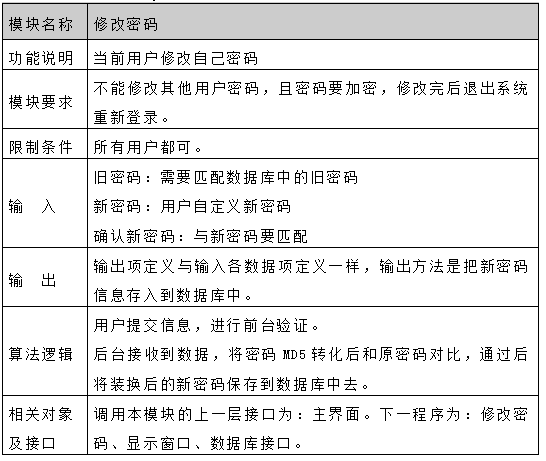 模块名称 修改密码
功能说明 当前用户修改自己密码
模块要求 不能修改其他用户密码，且密码要加密，修改完后退出系统
重新登录。
限制条件 所有用户都可。
输 入 旧密码：需要匹配数据库中的旧密码
新密码：用户自定义新密码
确认新密码：与新密码要匹配
输 出 输出项定义与输入各数据项定义一样，输出方法是把新密码
信息存入到数据库中。
算法逻辑 用户提交信息，进行前台验证。
后台接收到数据，将密码 MD5 转化后和原密码对比，通过后
将装换后的新密码保存到数据库中去。
相关对象 调用本模块的上一层接口为：主界面。下一程序为：修改密
及接口 码、显示窗口、数据库接口。